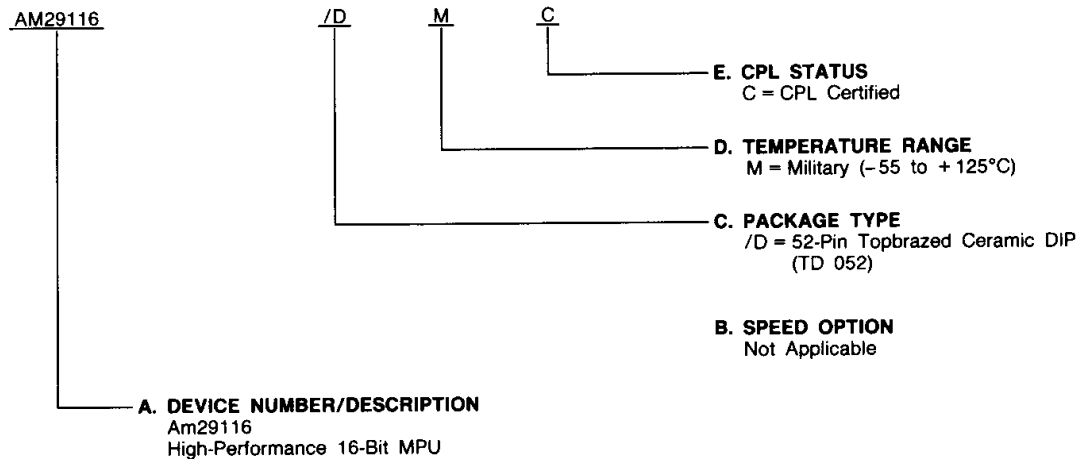 AM29116 /D M C
E. CPL STATUS
C = CPL Certified
D. TEMPERATURE RANGE
M = Military (-55 to +125°C)
C. PACKAGE TYPE
/D = 52-Pin Topbrazed Ceramic DIP
(TD 052)
B. SPEED OPTION
Not Applicable
A. DEVICE NUMBER/DESCRIPTION
Am29116
High-Performance 16-Bit MPU